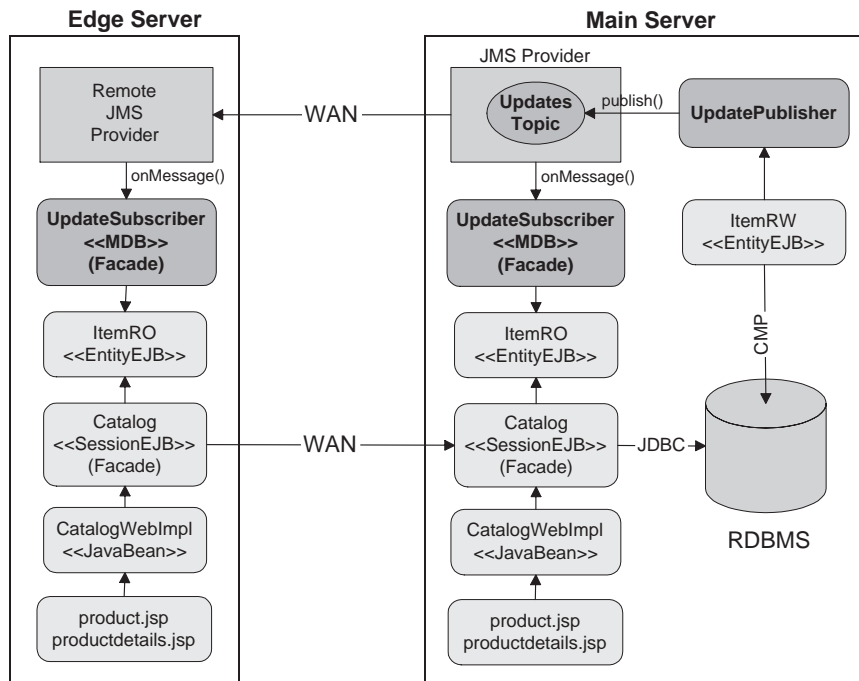 Edge Server
Remote
JMS
Provider
onMessage()
UpdateSubscriber
<<MDB>>
(Facade)
ItemRO
<<EntityEJB>>
Catalog
<<SessionEJB>>
(Facade)
CatalogWebImpl
<<JavaBean>>
product.jsp
productdetails.jsp
WAN
WAN
Main Server
JMS Provider
Updates
Topic
publish()
UpdatePublisher
onMessage()
UpdateSubscriber
<<MDB>>
(Facade)
ItemRW
<<EntityEJB>>
ItemRO
<<EntityEJB>>
CMP
Catalog
<<SessionEJB>>
(Facade)
JDBC
CatalogWebImpl
<<JavaBean>>
RDBMS
product.jsp
productdetails.jsp